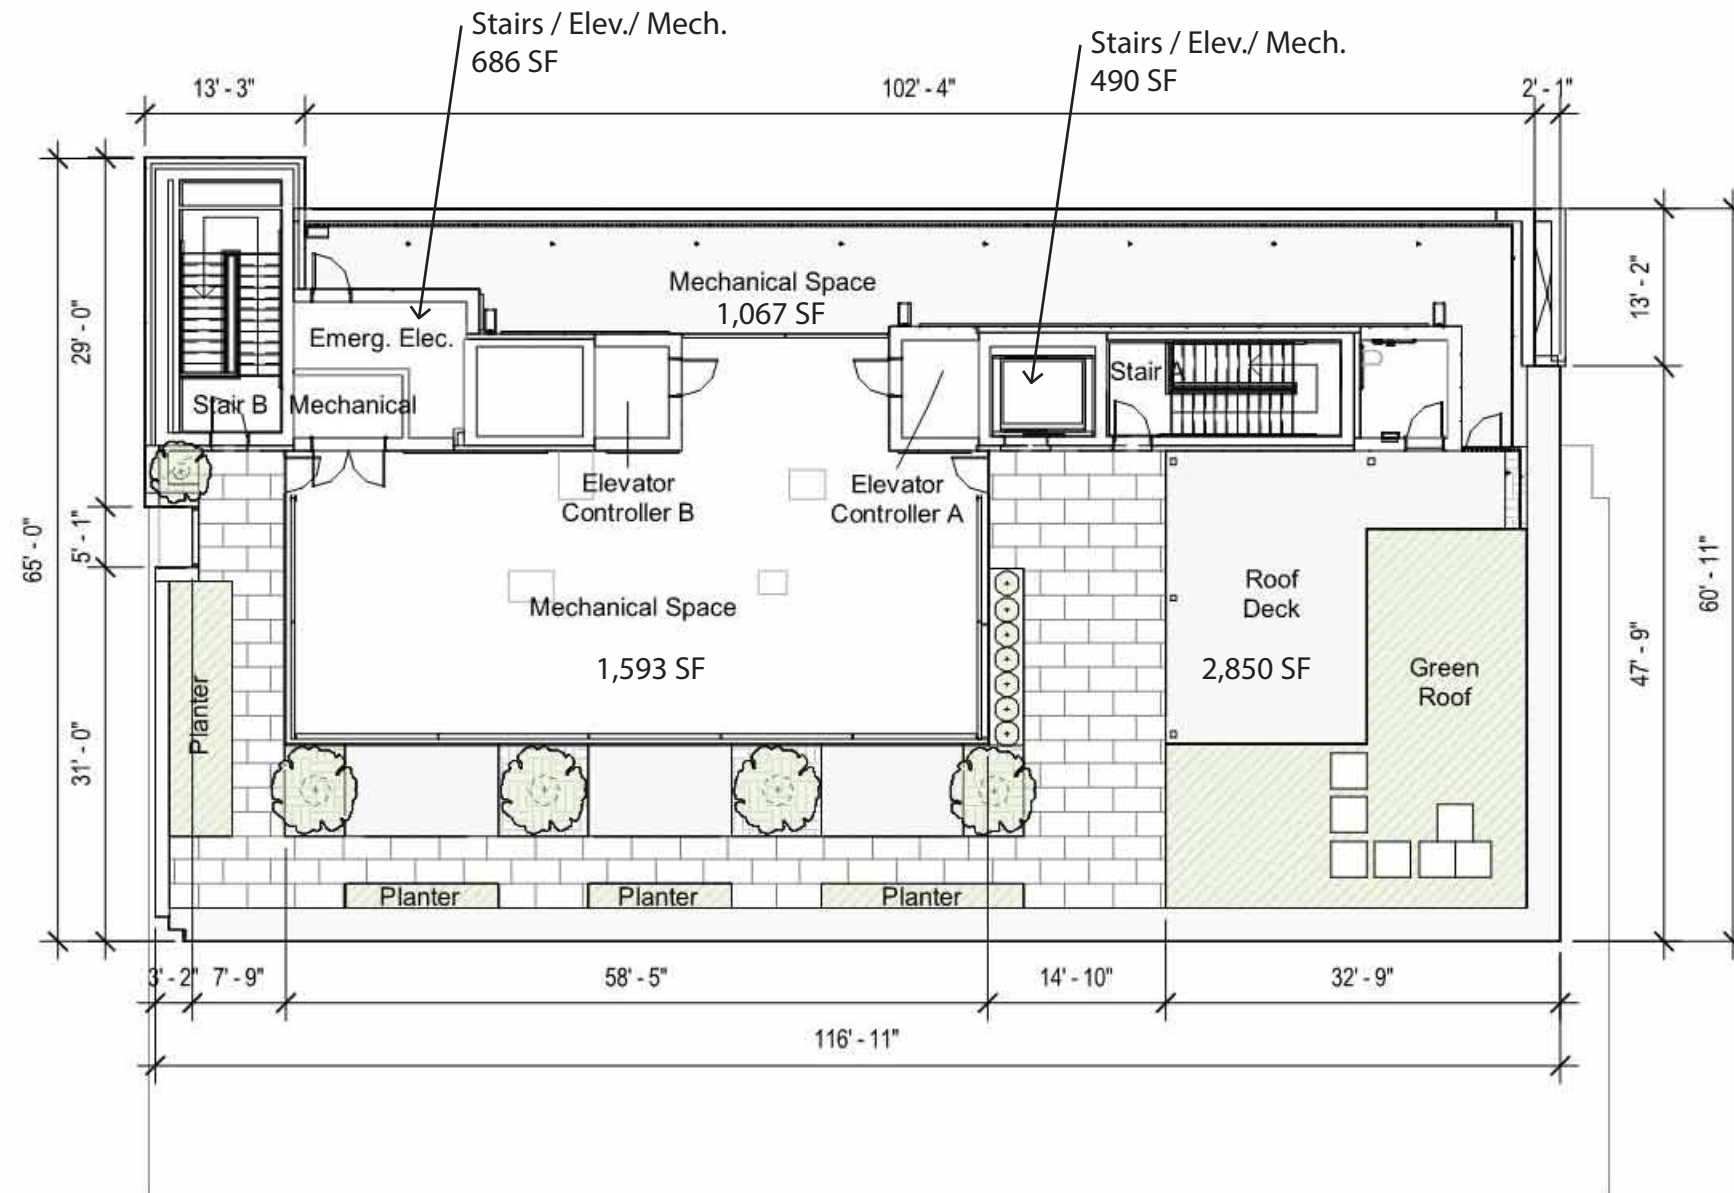 Stairs / Elev./ Mech.
686 SF
Stairs / Elev./ Mech.
490 SF
13' - 3"
102' - 4"
2' - 1"
Mechanical Space
1,067 SF
Emerg. Elec.
Stair B
Mechanical
Stair A
29' - 0"
13' - 2"
65' - 0"
5' - 1"
Elevator
Controller B
Elevator
Controller A
60' - 11"
Mechanical Space
1,593 SF
Roof
Deck
2,850 SF
Green
Roof
47' - 9"
31' - 0"
Planter
Planter
Planter
Planter
3' - 2"
7' - 9"
58' - 5"
14' - 10"
32' - 9"
116' - 11"